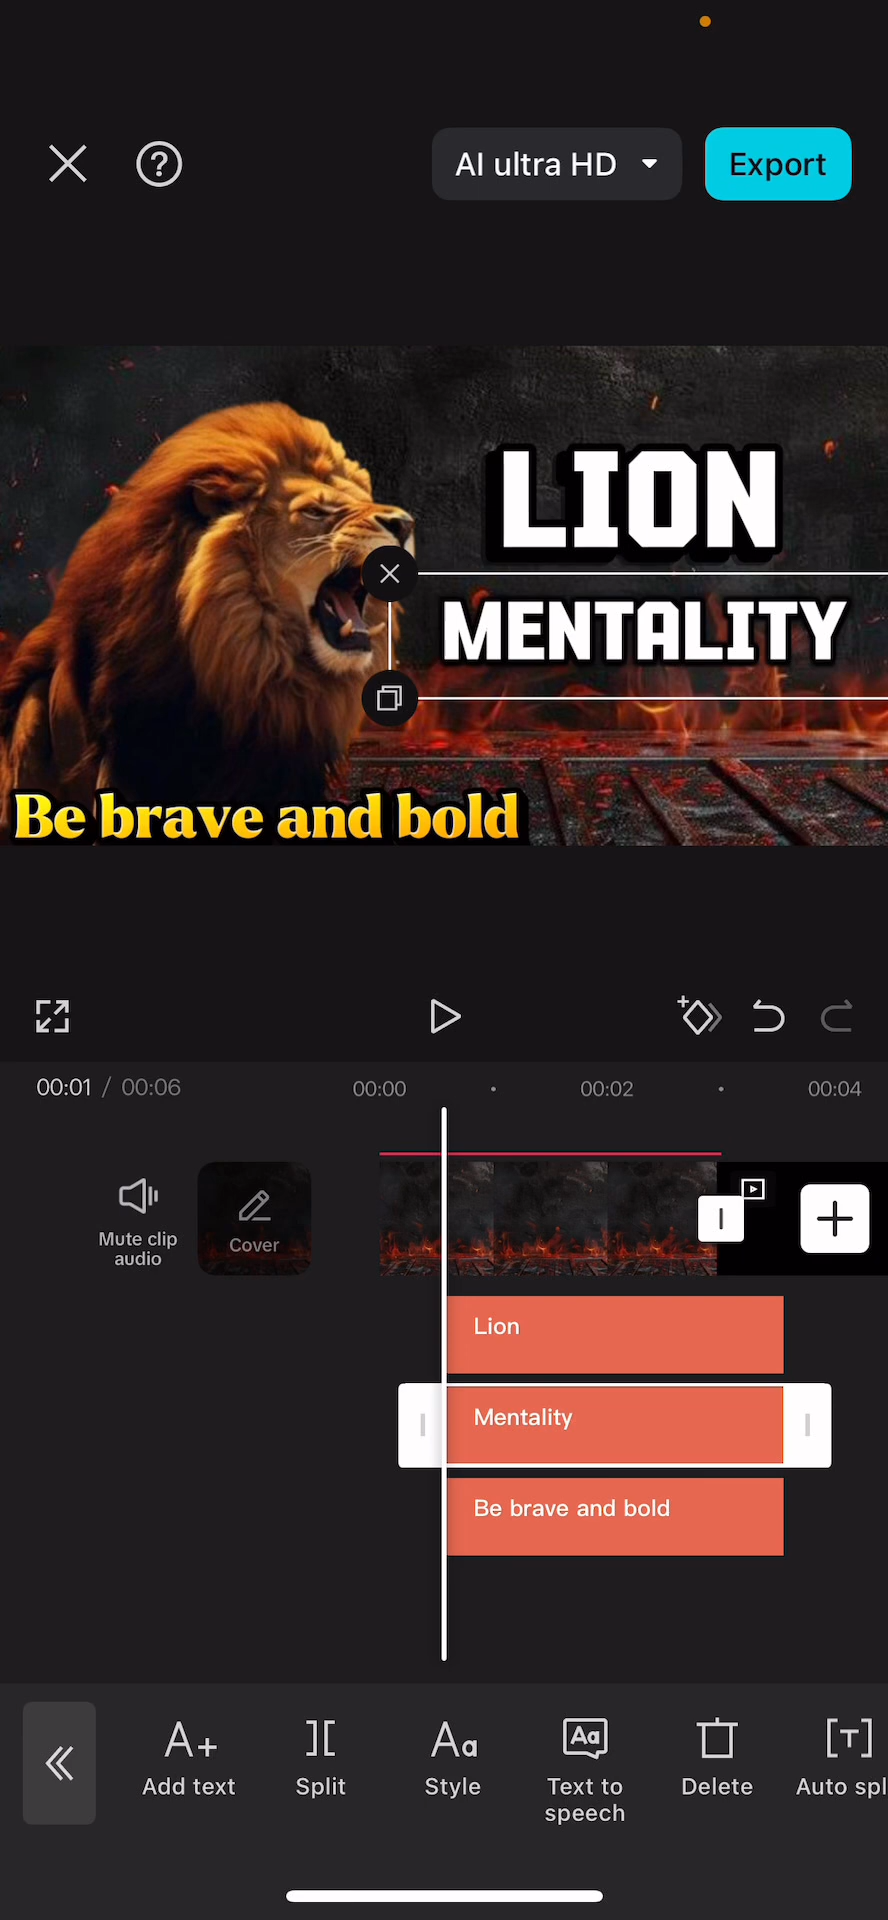 AI ultra HD
Export
LION
MENTALITY
Be brave and bold
00:01 / 00:06
00:00
00:02
00:04
Mute clip
audio
Cover
Lion
Mentality
Be brave and bold
Add text
Split
Style
Text to
speech
Delete
Auto spl